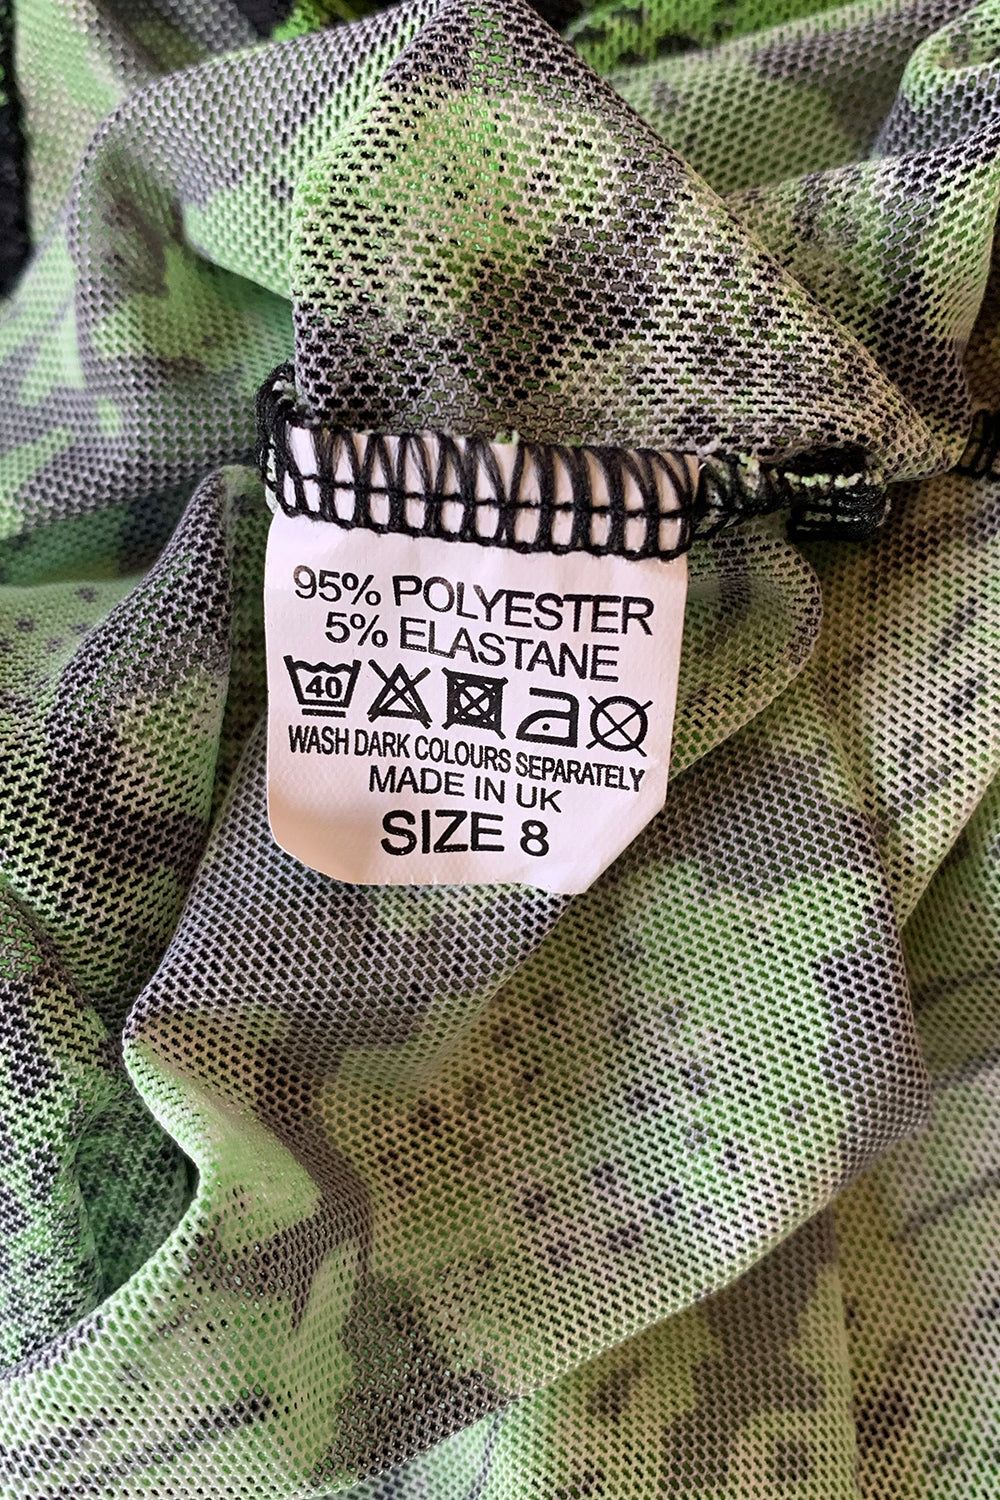 95% POLYESTER
5% ELASTANE
40
WASH DARK COLOURS SEPARATELY
MADE IN UK
SIZE 8